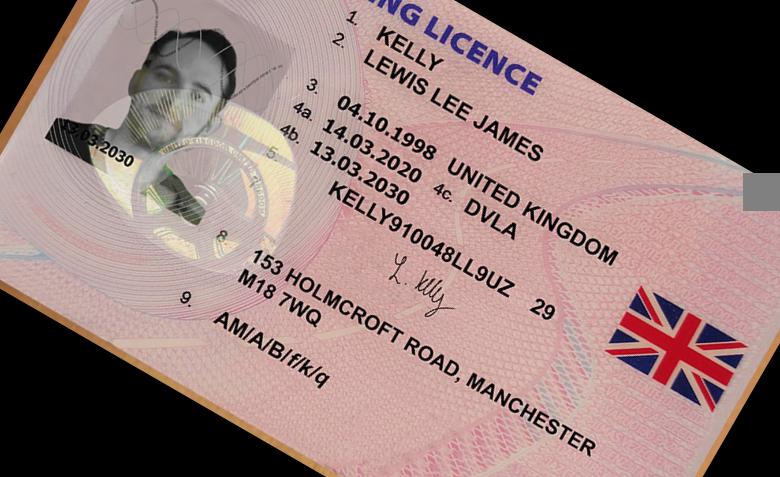 NG LICENCE
1. KELLY
2. LEWIS LEE JAMES
3. 04.10.1998 UNITED KINGDOM
4a. 14.03.2020 4c. DVLA
4b. 13.03.2030
5. KELLY910048LL9UZ 29
13.03.2030
L. Kelly
8 153 HOLMCROFT ROAD, MANCHESTER
M18 7WQ
9. AM/A/B/f/k/q